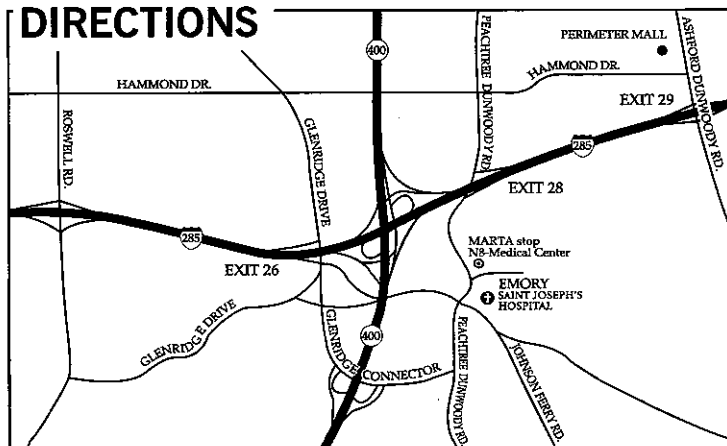 DIRECTIONS
400
PEACHTREE DUNWOODY RD.
PERIMETER MALL
ASHFORD DUNWOODY RD.
HAMMOND DR.
HAMMOND DR.
EXIT 29
ROSWELL RD.
GLENRIDGE DRIVE
285
EXIT 28
285
EXIT 26
MARTA stop
N8-Medical Center
EMORY
SAINT JOSEPH'S
HOSPITAL
GLENRIDGE DRIVE
400
GLENRIDGE CONNECTOR
PEACHTREE DUNWOODY RD.
JOHNSON FERRY RD.